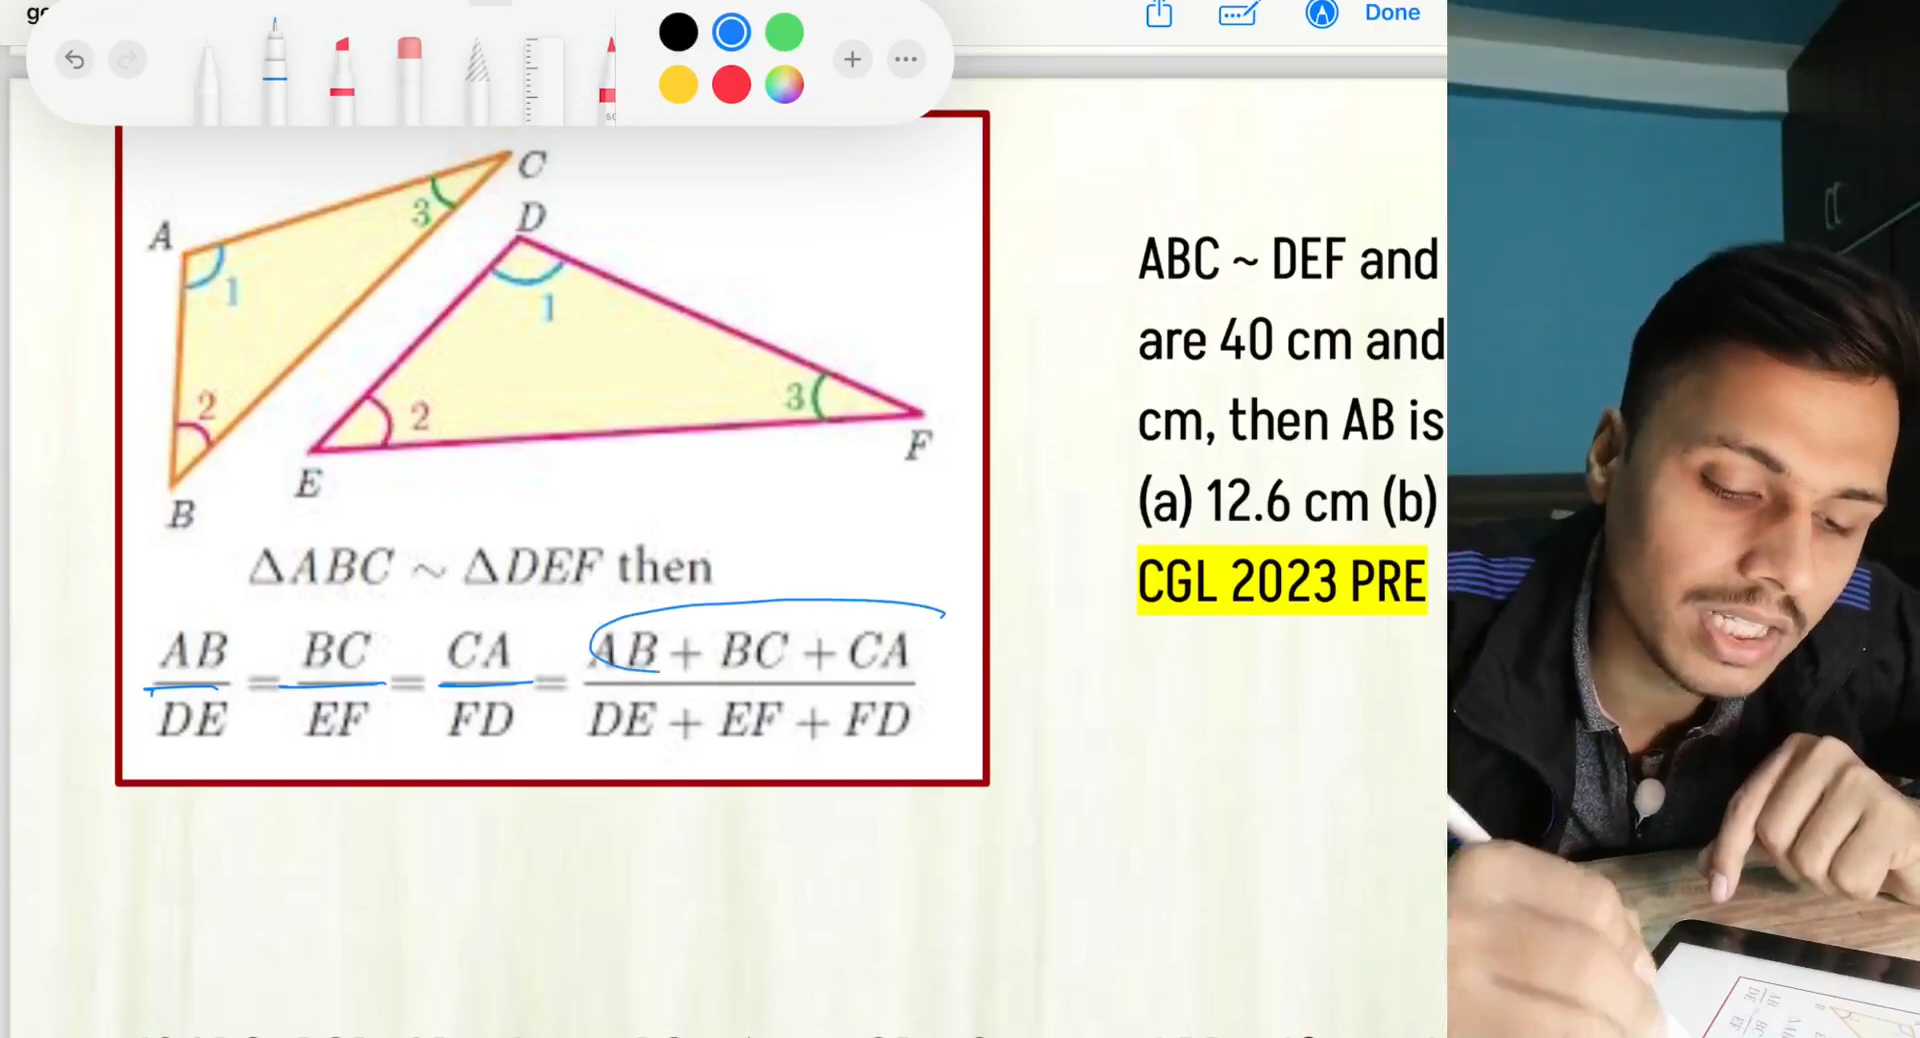 Done
C
D
A
3
1
1
2
2
3
F
E
B
ΔABC ~ ΔDEF then
AB/DE = BC/EF = CA/FD = AB + BC + CA/DE + EF + FD
ABC ~ DEF and
are 40 cm and
cm, then AB is
(a) 12.6 cm (b)
CGL 2023 PRE